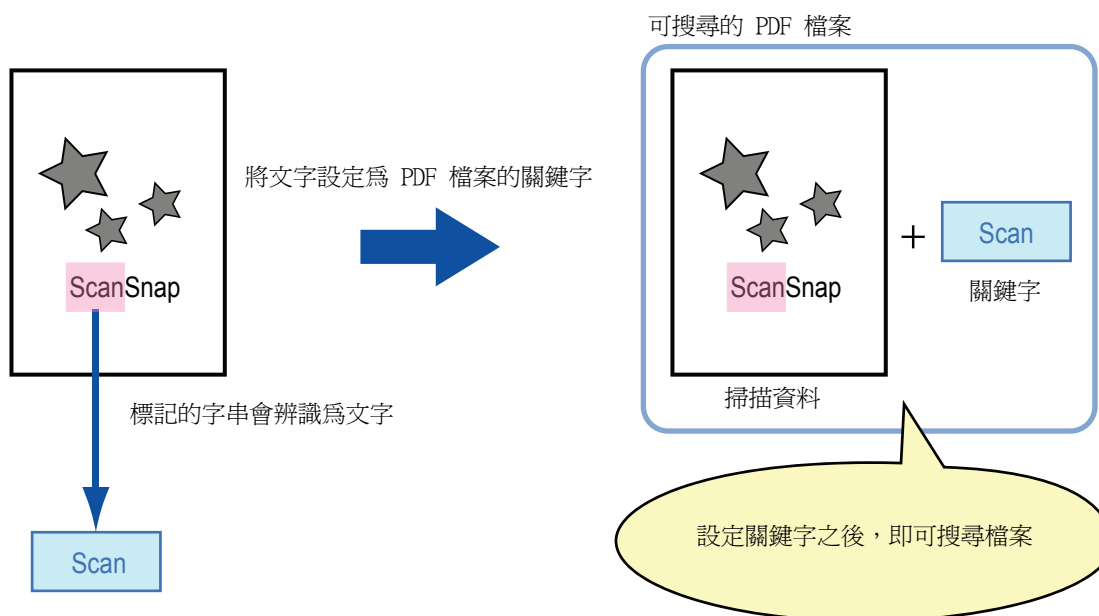 可搜尋的 PDF 檔案
將文字設定爲 PDF 檔案的關鍵字
ScanSnap
標記的字串會辨識爲文字
Scan
ScanSnap
掃描資料
+
Scan
關鍵字
設定關鍵字之後，即可搜尋檔案